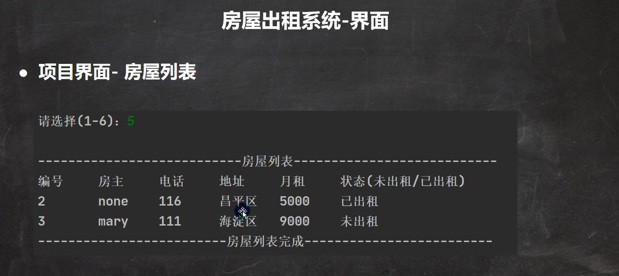 房屋出租系统-界面
● 项目界面- 房屋列表
请选择(1-6): 5
---------------------------房屋列表---------------------------
编号 房主 电话 地址 月租 状态(未出租/已出租)
2 none 116 昌平区 5000 已出租
3 mary 111 海淀区 9000 未出租
-------------------------房屋列表完成-------------------------